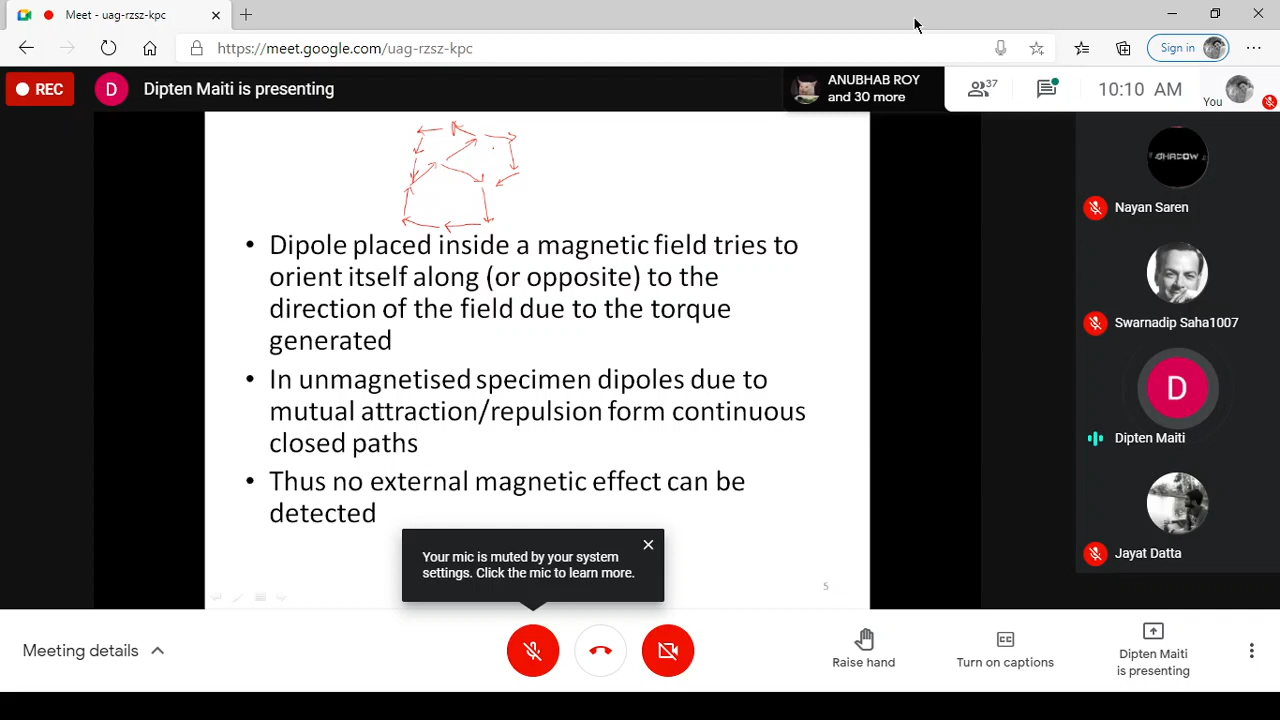 Meet - uag-rzsz-kpc
https://meet.google.com/uag-rzsz-kpc
Sign in
REC
D
Dipten Maiti is presenting
ANUBHAB ROY
and 30 more
37
10:10 AM
You
SHADOW
Nayan Saren
Swarnadip Saha1007
D
Dipten Maiti
Jayat Datta
• Dipole placed inside a magnetic field tries to
orient itself along (or opposite) to the
direction of the field due to the torque
generated
• In unmagnetised specimen dipoles due to
mutual attraction/repulsion form continuous
closed paths
• Thus no external magnetic effect can be
detected
5
Your mic is muted by your system
settings. Click the mic to learn more.
Meeting details
Raise hand
Turn on captions
Dipten Maiti
is presenting